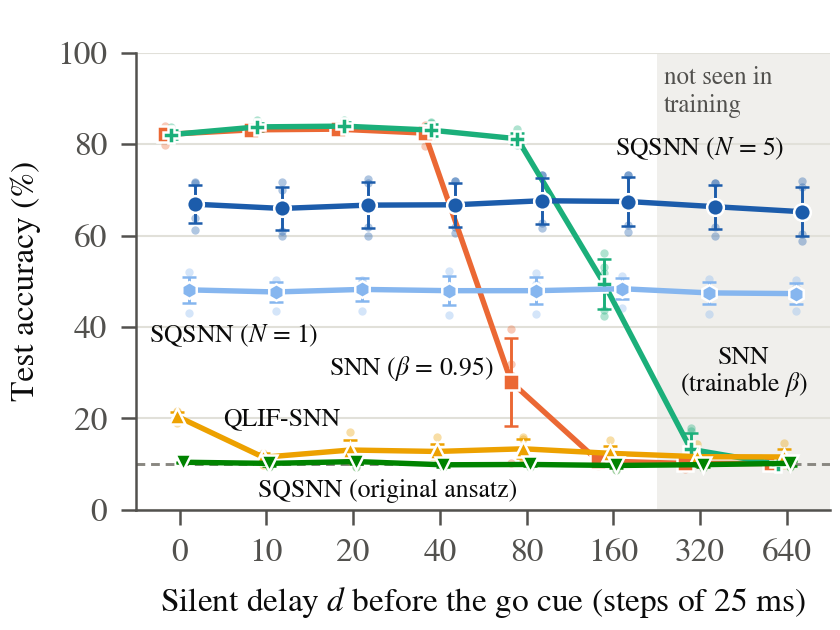 100
80
60
40
20
0
Test accuracy (%)
not seen in
training
SQSNN (N = 5)
SQSNN (N = 1)
SNN (β = 0.95)
SNN
(trainable β)
QLIF-SNN
SQSNN (original ansatz)
0 10 20 40 80 160 320 640
Silent delay d before the go cue (steps of 25 ms)